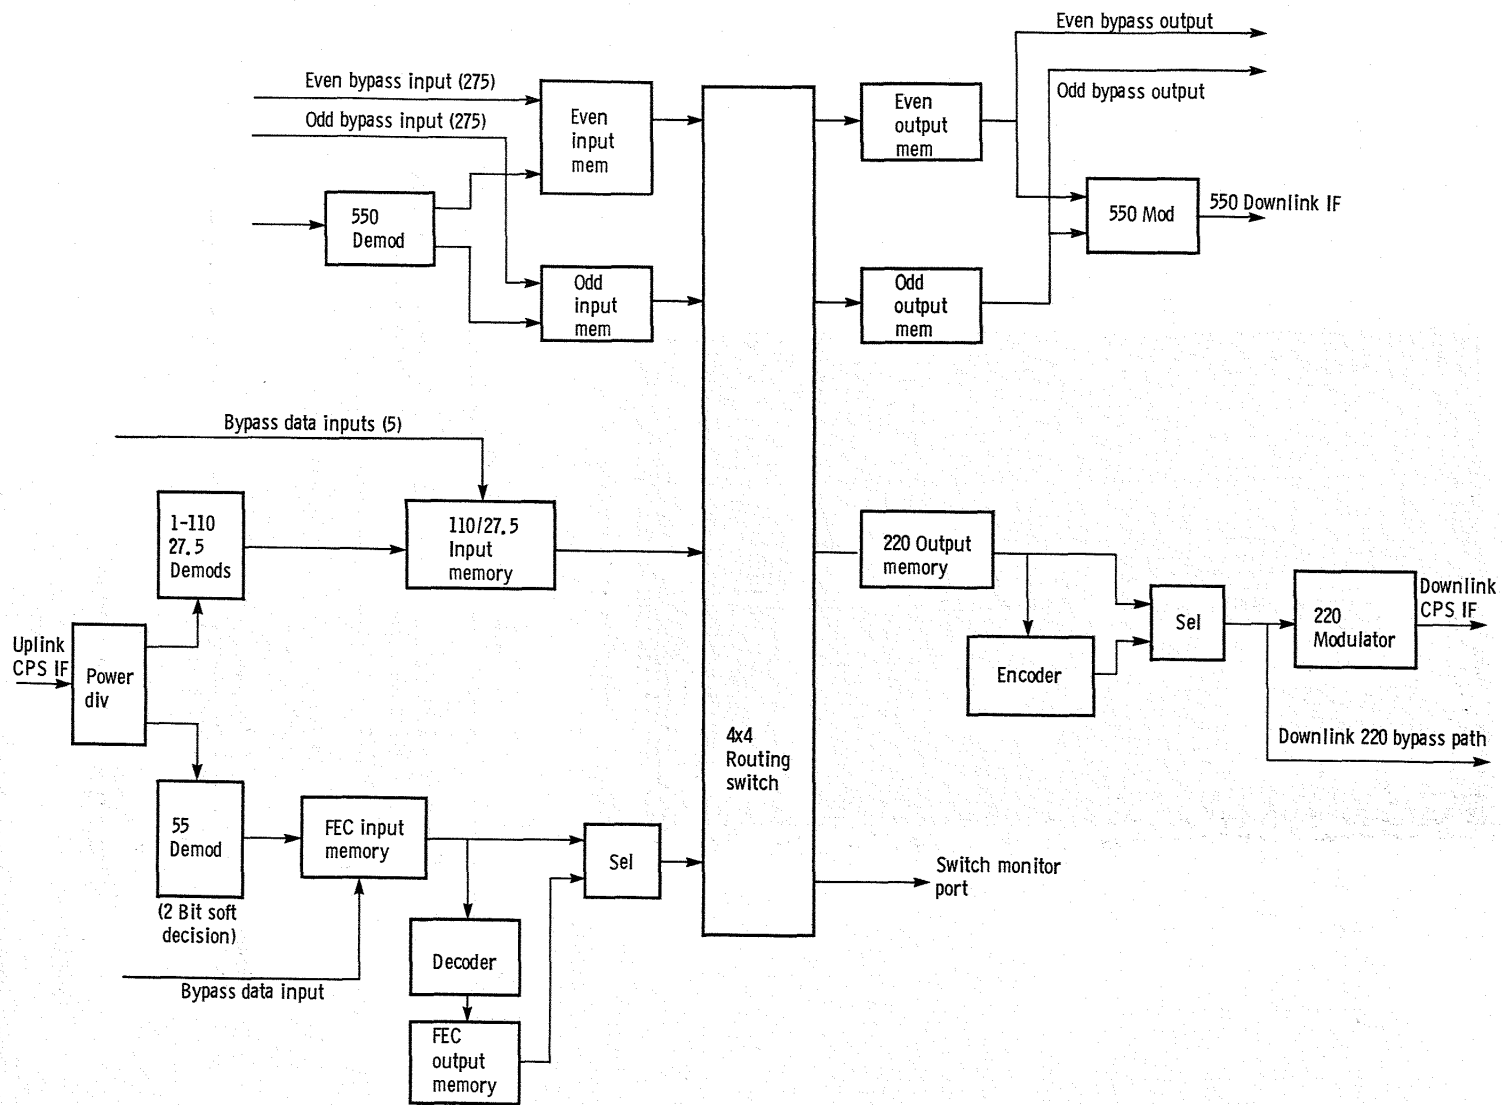 Even bypass output
Even bypass input (275)
Odd bypass output
Odd bypass input (275)
Even
input
mem
Even
output
mem
550
Demod
550 Mod
550 Downlink IF
Odd
input
mem
Odd
output
mem
Bypass data inputs (5)
1-110
27.5
Demods
110/27.5
Input
memory
220 Output
memory
Uplink
CPS IF
Power
div
Encoder
Sel
220
Modulator
Downlink
CPS IF
Downlink 220 bypass path
4x4
Routing
switch
55
Demod
(2 Bit soft
decision)
FEC input
memory
Sel
Switch monitor
port
Decoder
Bypass data input
FEC
output
memory